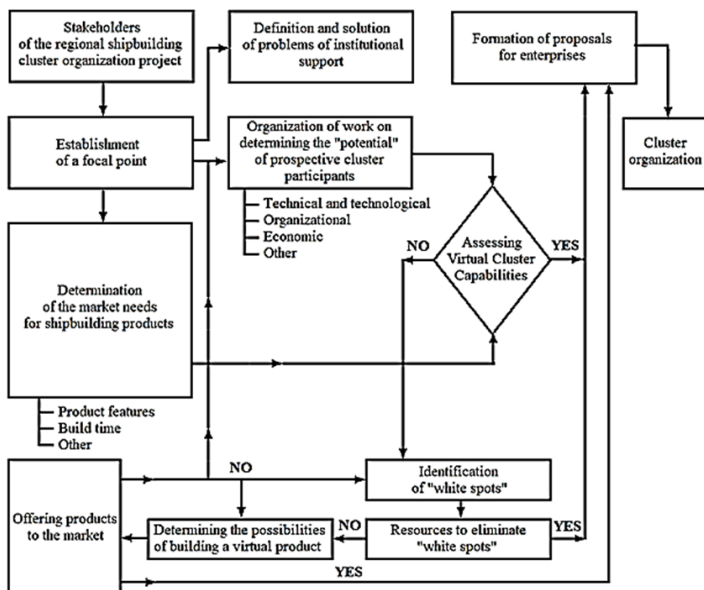 Stakeholders
of the regional shipbuilding
cluster organization project
Definition and solution
of problems of institutional
support
Formation of proposals
for enterprises
Establishment
of a focal point
Organization of work on
determining the "potential"
of prospective cluster
participants
Cluster
organization
Technical and technological
Organizational
Economic
Other
NO
Assessing
Virtual Cluster
Capabilities
YES
Determination
of the market needs
for shipbuilding products
Product features
Build time
Other
Offering products
to the market
NO
Identification
of "white spots"
Determining the possibilities
of building a virtual product
NO
Resources to eliminate
"white spots"
YES
YES